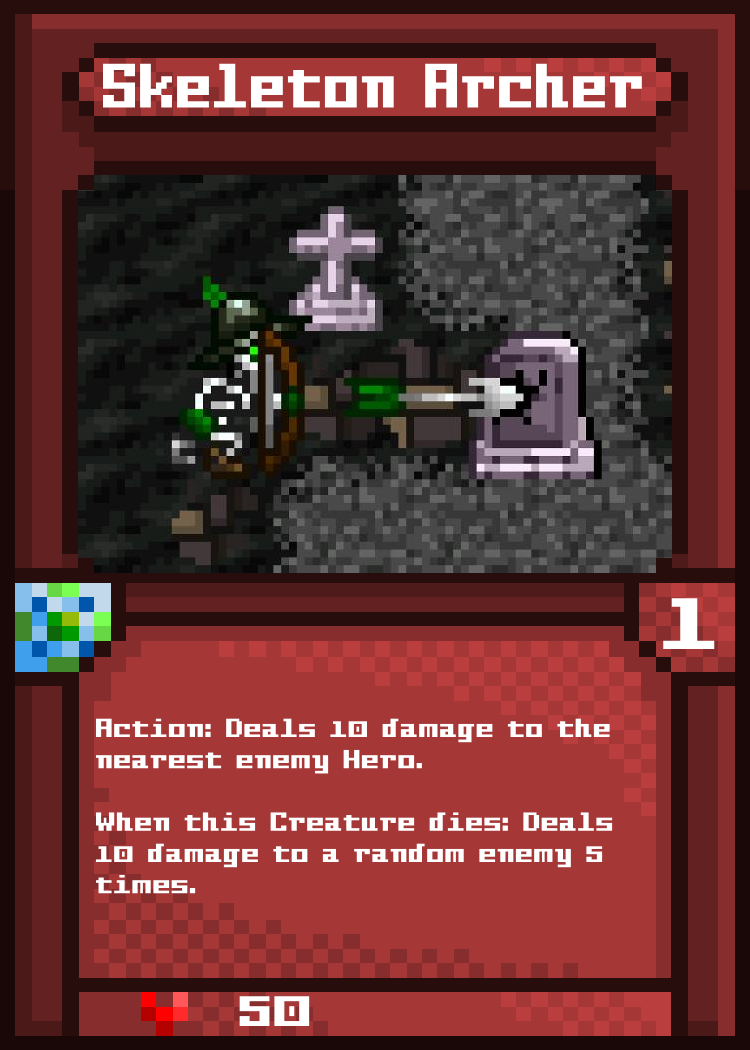 Skeleton Archer
1
Action: Deals 10 damage to the
nearest enemy Hero.
When this Creature dies: Deals
10 damage to a random enemy 5
times.
50